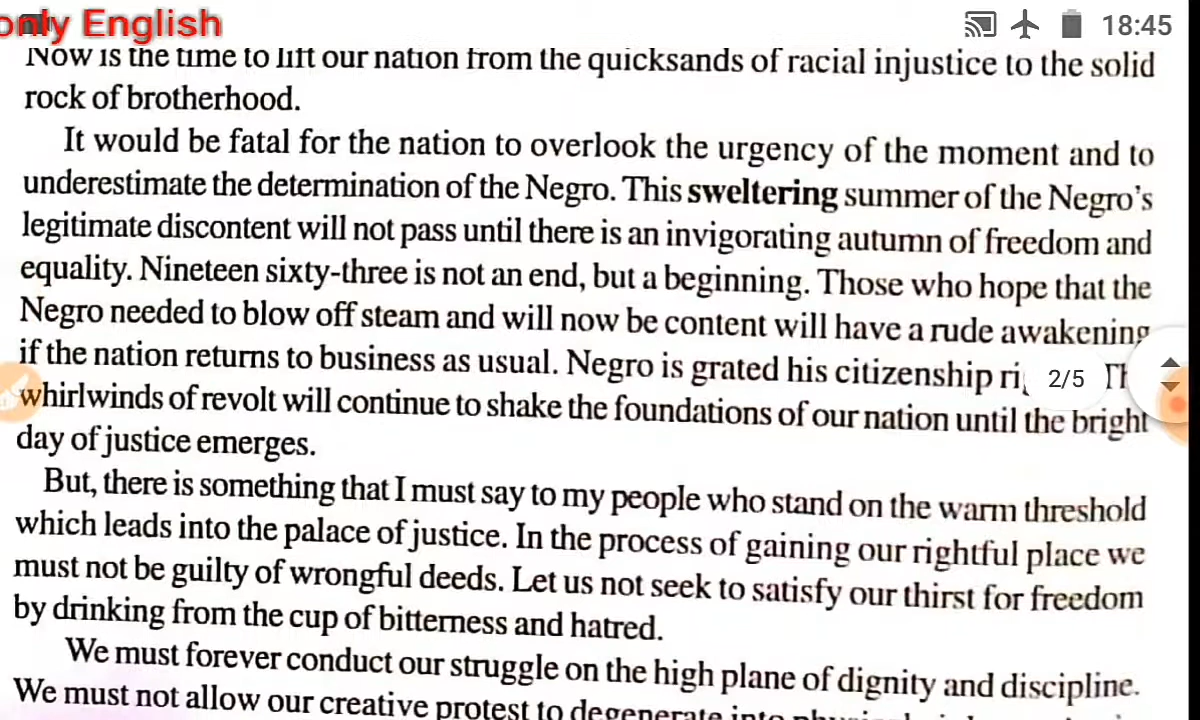 only English
18:45
Now is the time to lift our nation from the quicksands of racial injustice to the solid
rock of brotherhood.
It would be fatal for the nation to overlook the urgency of the moment and to
underestimate the determination of the Negro. This sweltering summer of the Negro's
legitimate discontent will not pass until there is an invigorating autumn of freedom and
equality. Nineteen sixty-three is not an end, but a beginning. Those who hope that the
Negro needed to blow off steam and will now be content will have a rude awakening
if the nation returns to business as usual. Negro is grated his citizenship
2/5
whirlwinds of revolt will continue to shake the foundations of our nation until the bright
day of justice emerges.
But, there is something that I must say to my people who stand on the warm threshold
which leads into the palace of justice. In the process of gaining our rightful place we
must not be guilty of wrongful deeds. Let us not seek to satisfy our thirst for freedom
by drinking from the cup of bitterness and hatred.
We must forever conduct our struggle on the high plane of dignity and discipline.
We must not allow our creative protest to degenerate into